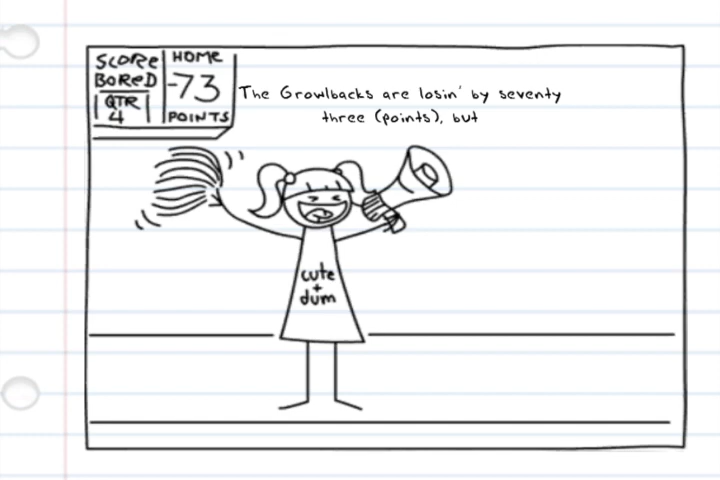 SCORE
BORED
QTR
4
HOME
-73
POINTS
The Growlbacks are losin' by seventy
three (points), but
cute
+
dum